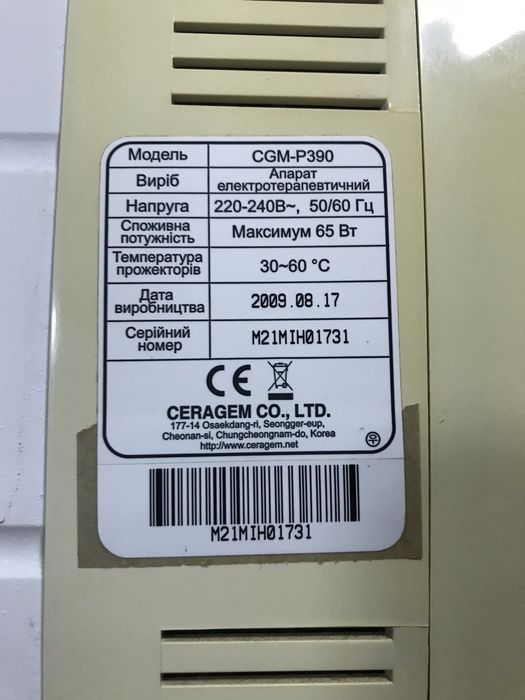 Модель CGM-P390
Виріб Апарат
електротерапевтичний
Напруга 220-240В~, 50/60 Гц
Споживна
потужність Максимум 65 Вт
Температура
прожекторів 30~60 °C
Дата
виробництва 2009.08.17
Серійний
номер M21MIH01731
CE
CERAGEM CO., LTD.
177-14 Osaekdang-ri, Seongger-eup,
Cheonan-si, Chungcheongnam-do, Korea
http://www.ceragem.net
M21MIH01731